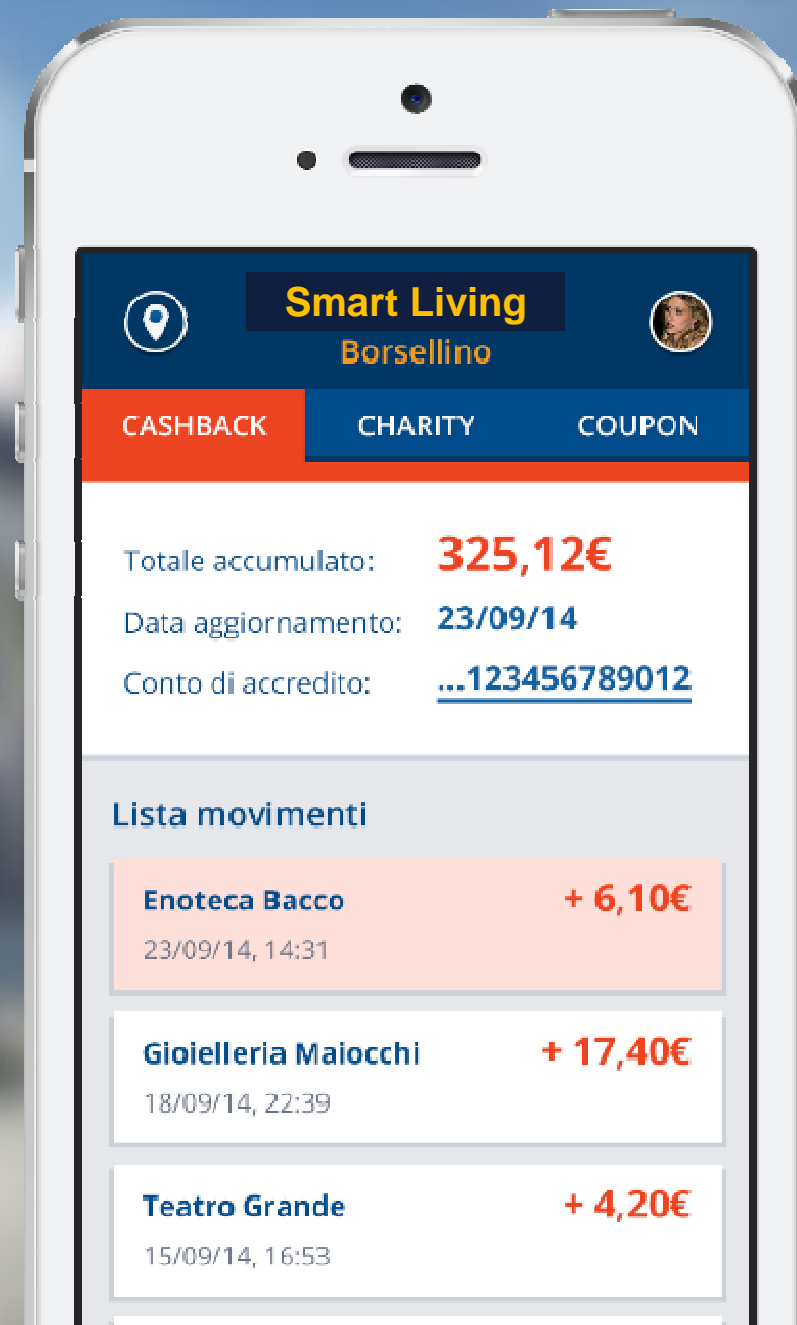 Smart Living
Borsellino
CASHBACK CHARITY COUPON
Totale accumulato: 325,12€
Data aggiornamento: 23/09/14
Conto di accredito: ...123456789012
Lista movimenti
Enoteca Bacco + 6,10€
23/09/14, 14:31
Gioielleria Maiocchi + 17,40€
18/09/14, 22:39
Teatro Grande + 4,20€
15/09/14, 16:53